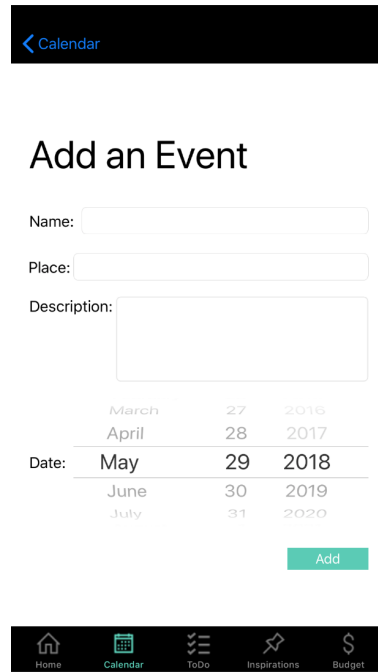 Calendar
Add an Event
Name:
Place:
Description:
March 27 2016
April 28 2017
Date: May 29 2018
June 30 2019
July 31 2020
Add
Home Calendar ToDo Inspirations Budget